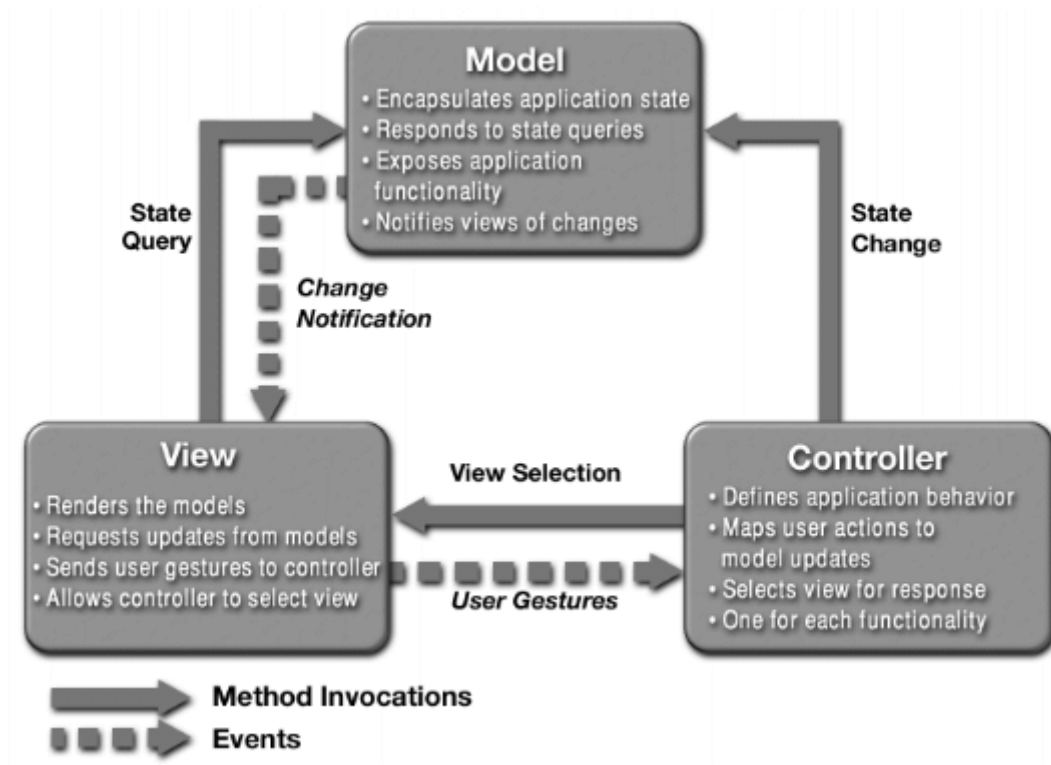 Model
• Encapsulates application state
• Responds to state queries
• Exposes application
functionality
• Notifies views of changes
State
Query
State
Change
Change
Notification
View
• Renders the models
• Requests updates from models
• Sends user gestures to controller
• Allows controller to select view
View Selection
User Gestures
Controller
• Defines application behavior
• Maps user actions to
model updates
• Selects view for response
• One for each functionality
Method Invocations
Events